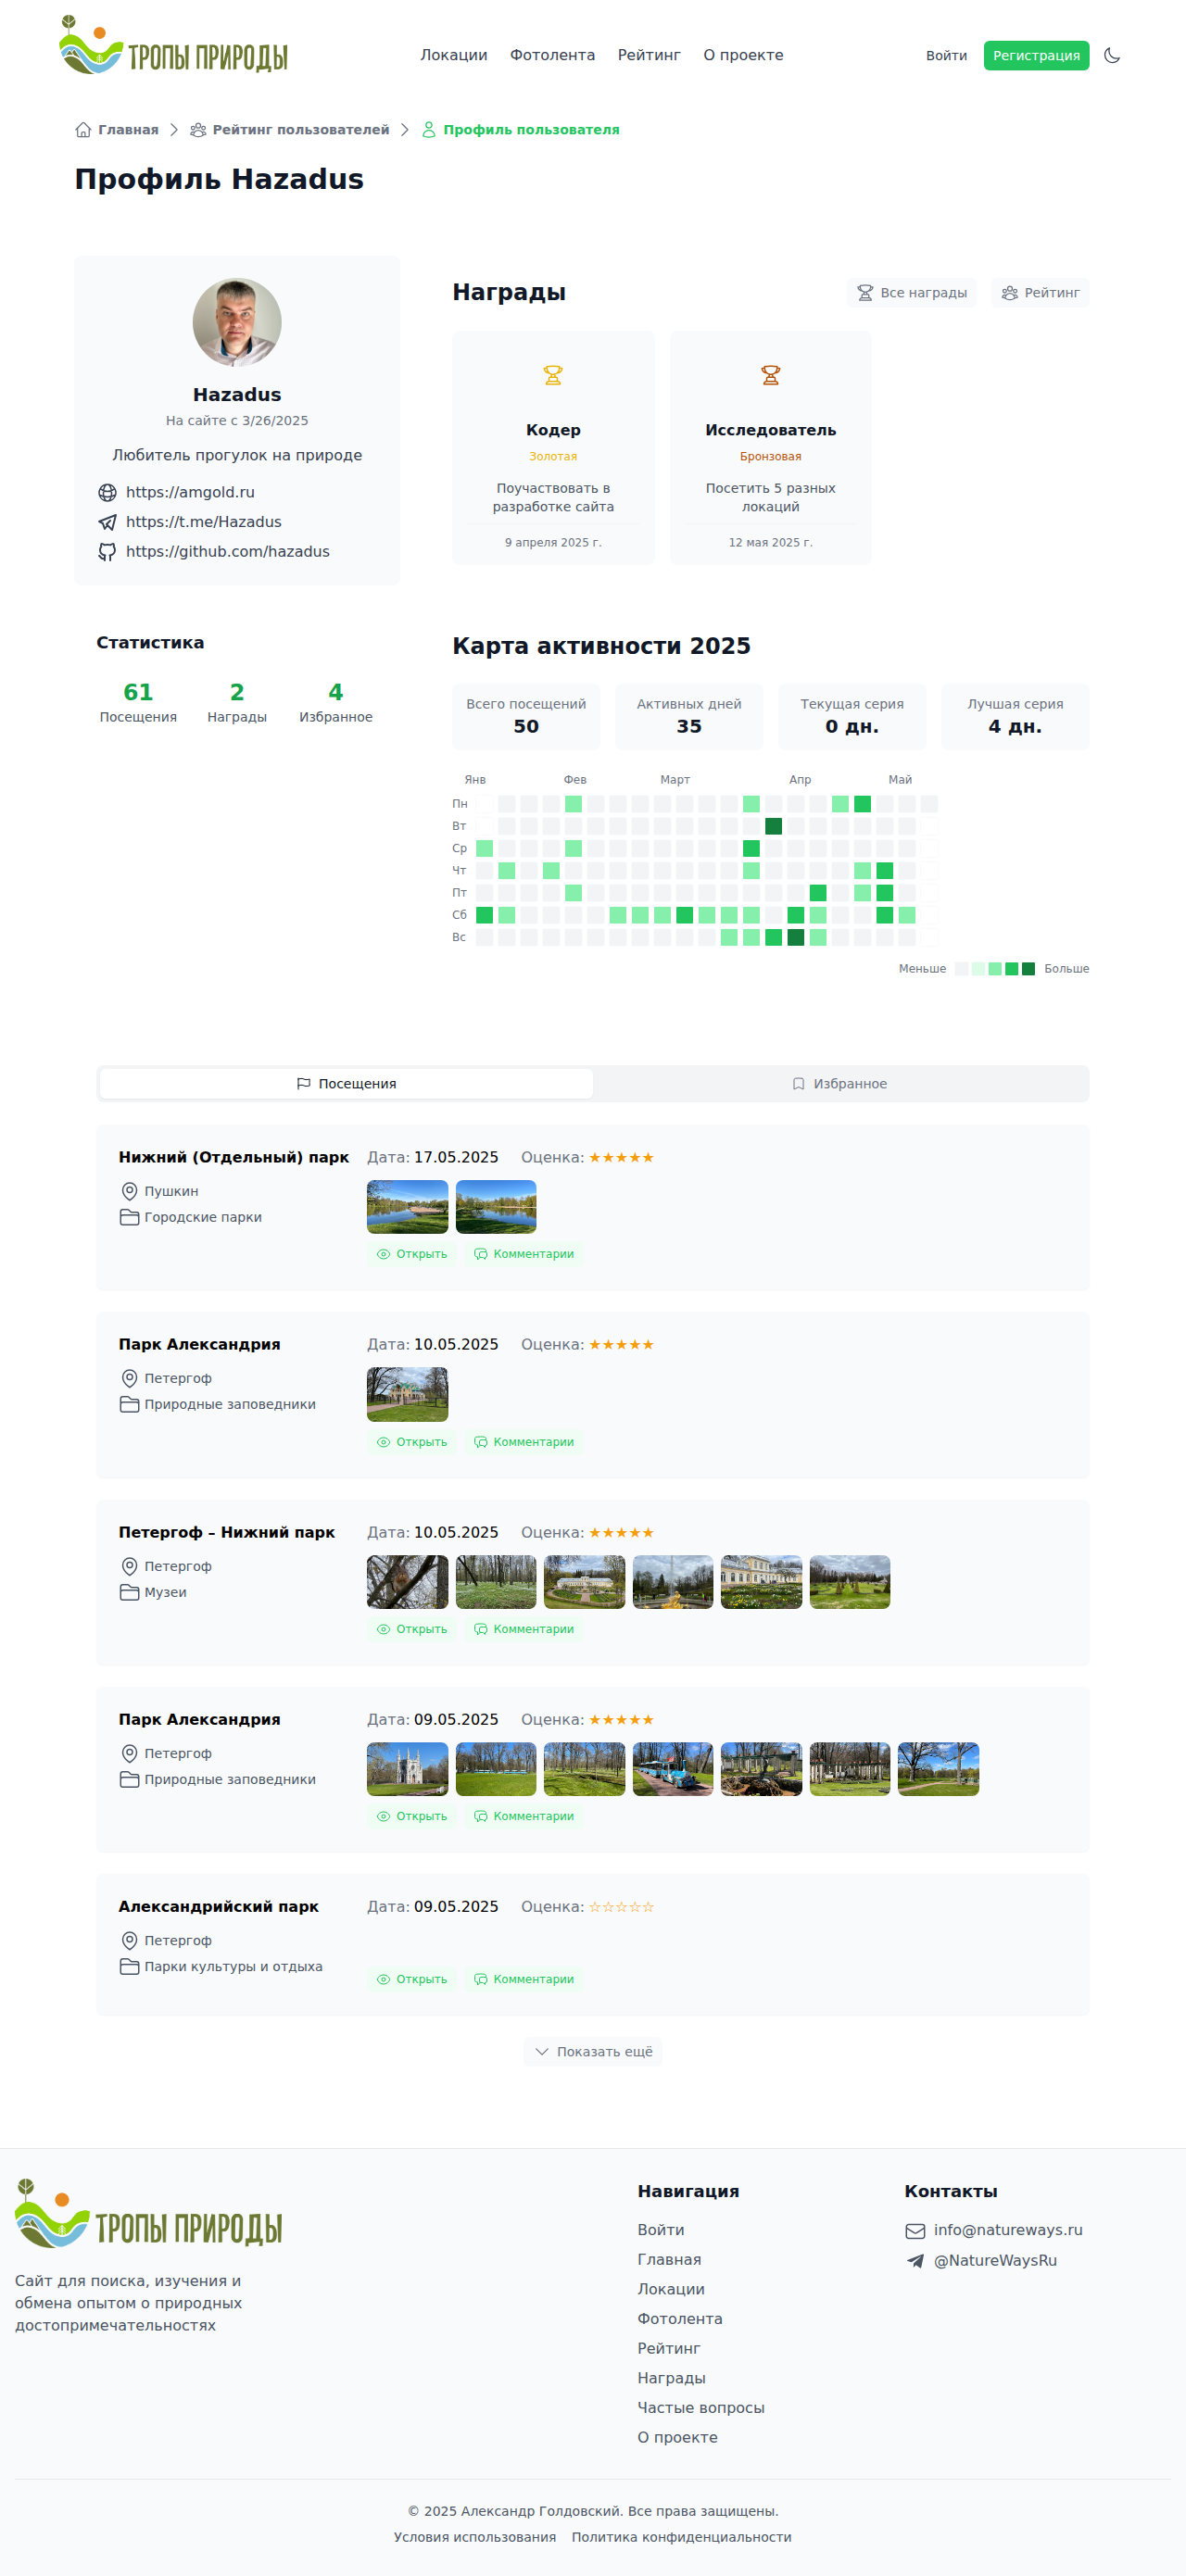 ТРОПЫ ПРИРОДЫ
Локации Фотолента Рейтинг О проекте
Войти Регистрация
Главная Рейтинг пользователей Профиль пользователя
Профиль Hazadus
Hazadus
На сайте с 3/26/2025
Любитель прогулок на природе
https://amgold.ru
https://t.me/Hazadus
https://github.com/hazadus
Награды
Все награды Рейтинг
Кодер
Золотая
Поучаствовать в
разработке сайта
9 апреля 2025 г.
Исследователь
Бронзовая
Посетить 5 разных
локаций
12 мая 2025 г.
Статистика
61 2 4
Посещения Награды Избранное
Карта активности 2025
Всего посещений
50
Активных дней
35
Текущая серия
0 дн.
Лучшая серия
4 дн.
Янв Фев Март Апр Май
Пн
Вт
Ср
Чт
Пт
Сб
Вс
Меньше Больше
Посещения Избранное
Нижний (Отдельный) парк
Пушкин
Городские парки
Дата: 17.05.2025 Оценка: ★★★★★
Открыть Комментарии
Парк Александрия
Петергоф
Природные заповедники
Дата: 10.05.2025 Оценка: ★★★★★
Открыть Комментарии
Петергоф – Нижний парк
Петергоф
Музеи
Дата: 10.05.2025 Оценка: ★★★★★
Открыть Комментарии
Парк Александрия
Петергоф
Природные заповедники
Дата: 09.05.2025 Оценка: ★★★★★
Открыть Комментарии
Александрийский парк
Петергоф
Парки культуры и отдыха
Дата: 09.05.2025 Оценка: ☆☆☆☆☆
Открыть Комментарии
Показать ещё
ТРОПЫ ПРИРОДЫ
Сайт для поиска, изучения и
обмена опытом о природных
достопримечательностях
Навигация
Войти
Главная
Локации
Фотолента
Рейтинг
Награды
Частые вопросы
О проекте
Контакты
info@natureways.ru
@NatureWaysRu
© 2025 Александр Голдовский. Все права защищены.
Условия использования Политика конфиденциальности